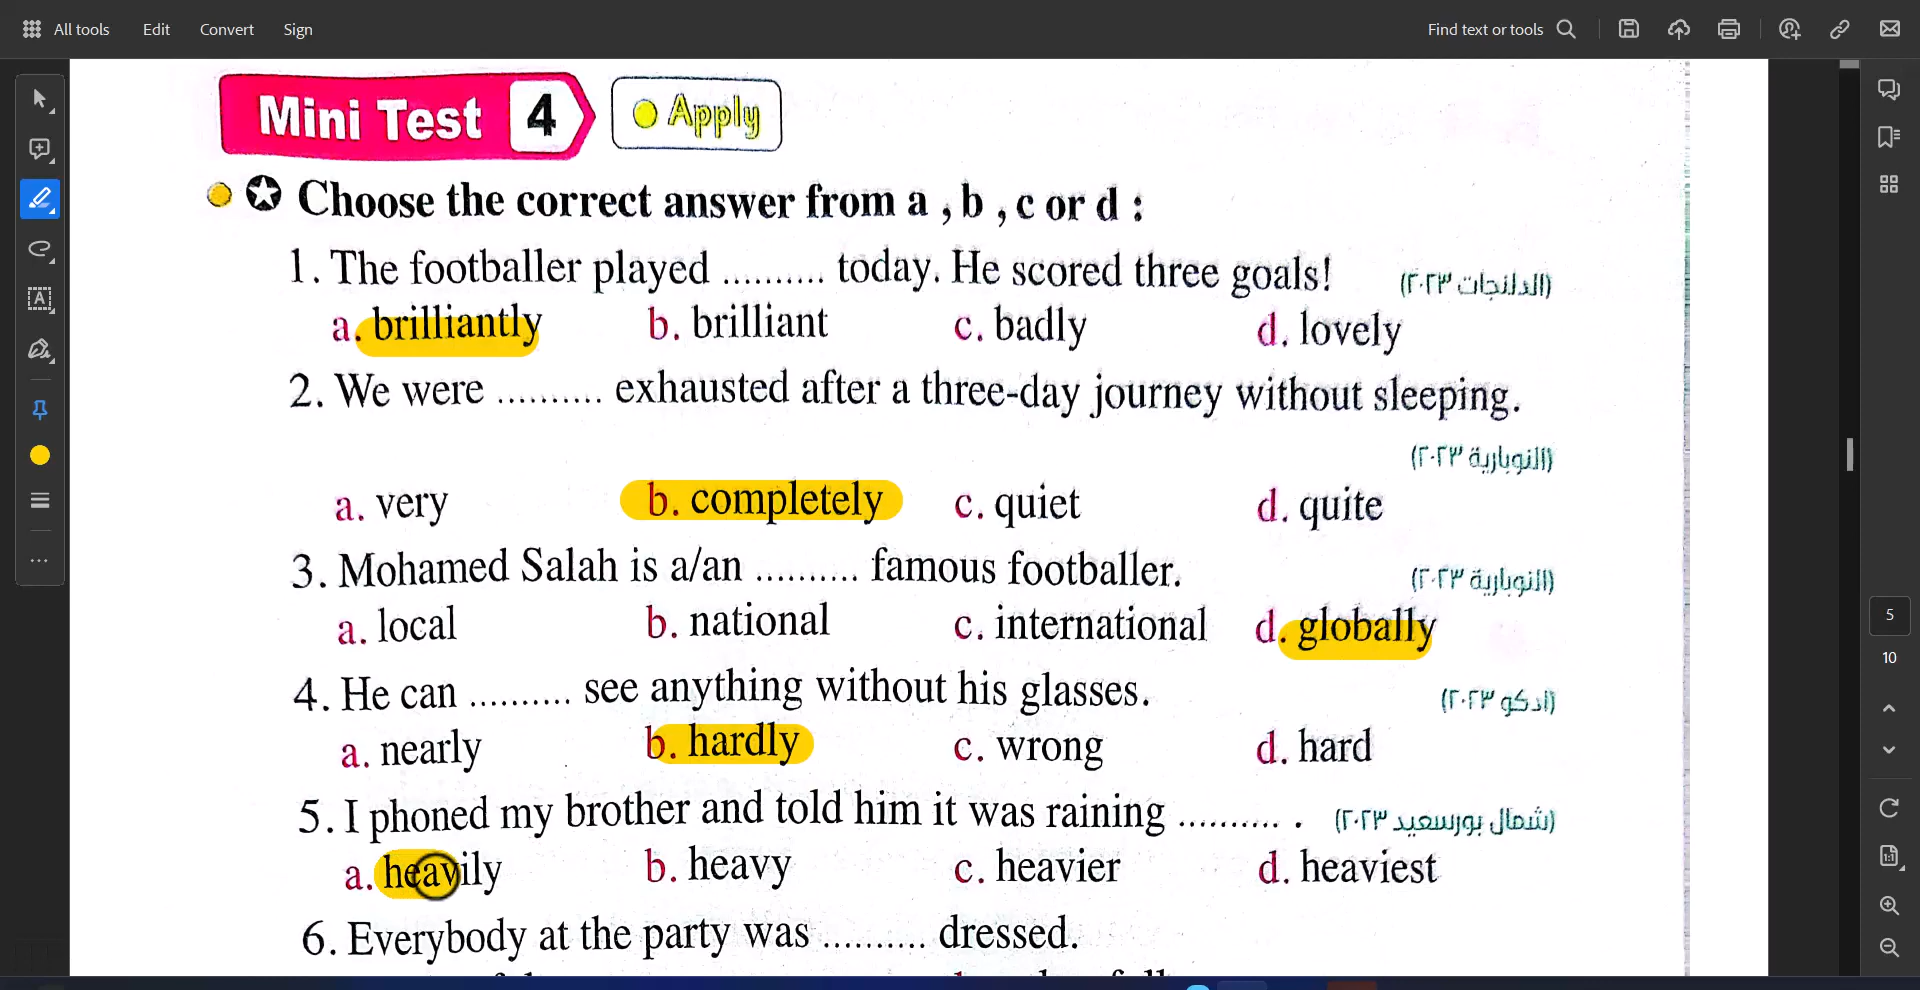 All tools Edit Convert Sign Find text or tools
Mini Test 4 Apply
Choose the correct answer from a , b , c or d :
1. The footballer played .......... today. He scored three goals! (الدلنجات ٢٠٢٣)
a. brilliantly b. brilliant c. badly d. lovely
2. We were .......... exhausted after a three-day journey without sleeping.
(النوبارية ٢٠٢٣)
a. very b. completely c. quiet d. quite
3. Mohamed Salah is a/an .......... famous footballer. (النوبارية ٢٠٢٣)
a. local b. national c. international d. globally
4. He can .......... see anything without his glasses. (ادكو ٢٠٢٣)
a. nearly b. hardly c. wrong d. hard
5. I phoned my brother and told him it was raining .......... . (شمال بورسعيد ٢٠٢٣)
a. heavily b. heavy c. heavier d. heaviest
6. Everybody at the party was .......... dressed.
5
10